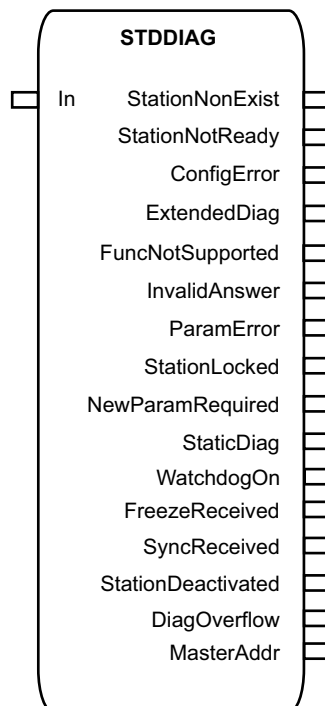 STDDIAG
In StationNonExist
StationNotReady
ConfigError
ExtendedDiag
FuncNotSupported
InvalidAnswer
ParamError
StationLocked
NewParamRequired
StaticDiag
WatchdogOn
FreezeReceived
SyncReceived
StationDeactivated
DiagOverflow
MasterAddr